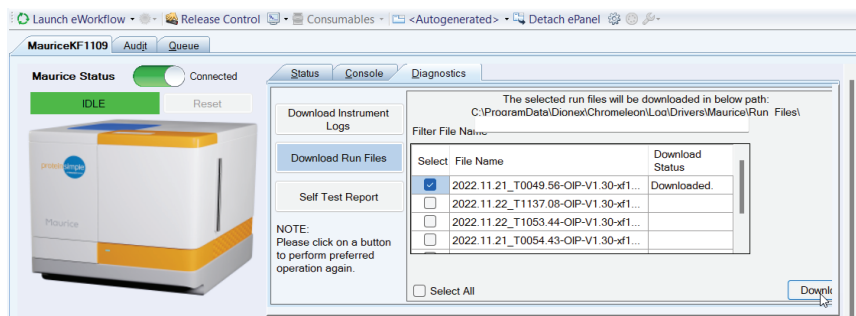 Launch eWorkflow Release Control Consumables <Autogenerated> Detach ePanel
MauriceKF1109 Audit Queue
Maurice Status Connected
IDLE Reset
protein simple
Maurice
Status Console Diagnostics
Download Instrument
Logs
Download Run Files
Self Test Report
NOTE:
Please click on a button
to perform preferred
operation again.
The selected run files will be downloaded in below path:
C:\ProgramData\Dionex\Chromeleon\Log\Drivers\Maurice\Run Files\
Filter File Name
Select File Name Download
Status
2022.11.21_T0049.56-OIP-V1.30-xf1... Downloaded.
2022.11.22_T1137.08-OIP-V1.30-xf1...
2022.11.22_T1053.44-OIP-V1.30-xf1...
2022.11.21_T0054.43-OIP-V1.30-xf1...
Select All